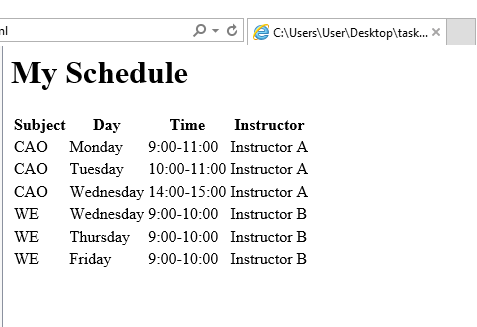 nl
C:\Users\User\Desktop\task...
My Schedule
Subject Day Time Instructor
CAO Monday 9:00-11:00 Instructor A
CAO Tuesday 10:00-11:00 Instructor A
CAO Wednesday 14:00-15:00 Instructor A
WE Wednesday 9:00-10:00 Instructor B
WE Thursday 9:00-10:00 Instructor B
WE Friday 9:00-10:00 Instructor B